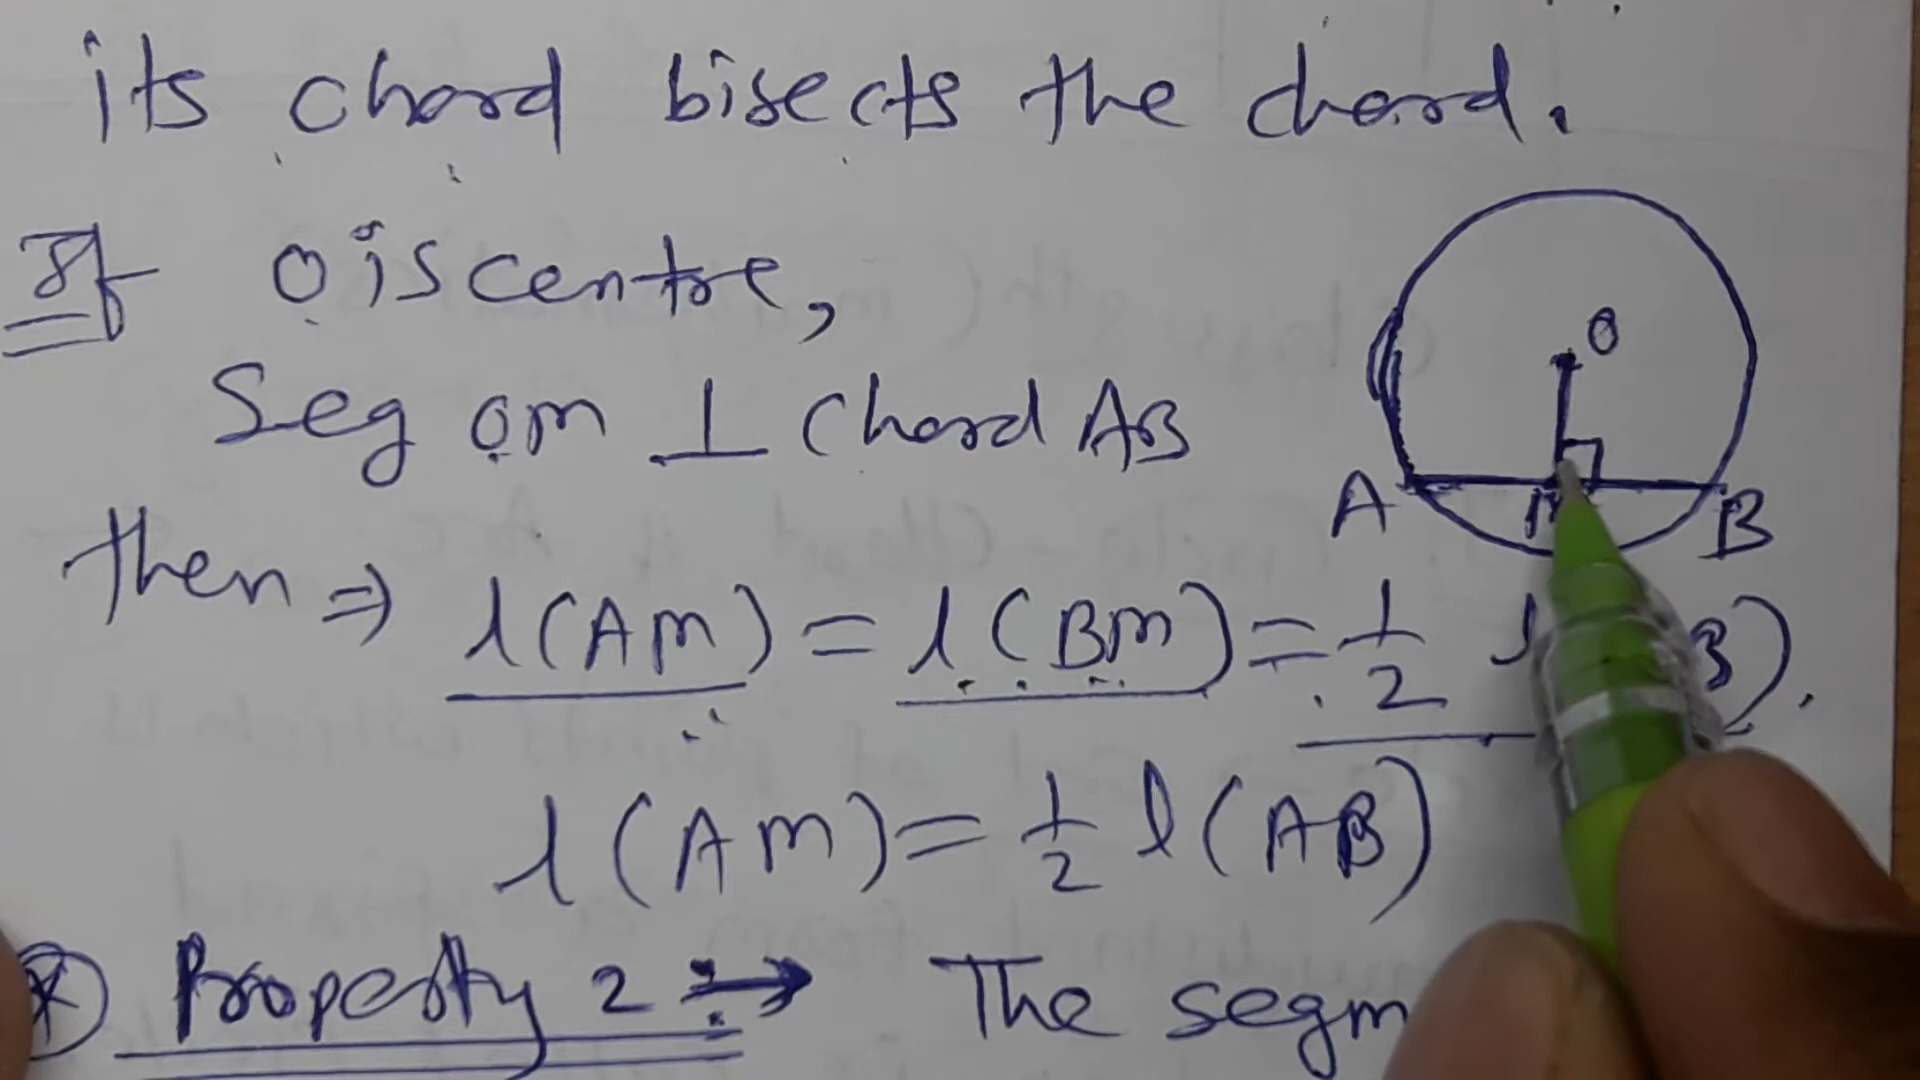 its chord bisects the chord.
If O is centre,
Seg om ⊥ chord AB
then ⇒ l(AM) = l(BM) = 1/2 l
l(AM) = 1/2 l(AB)
* Property 2 : → The
O
A M B